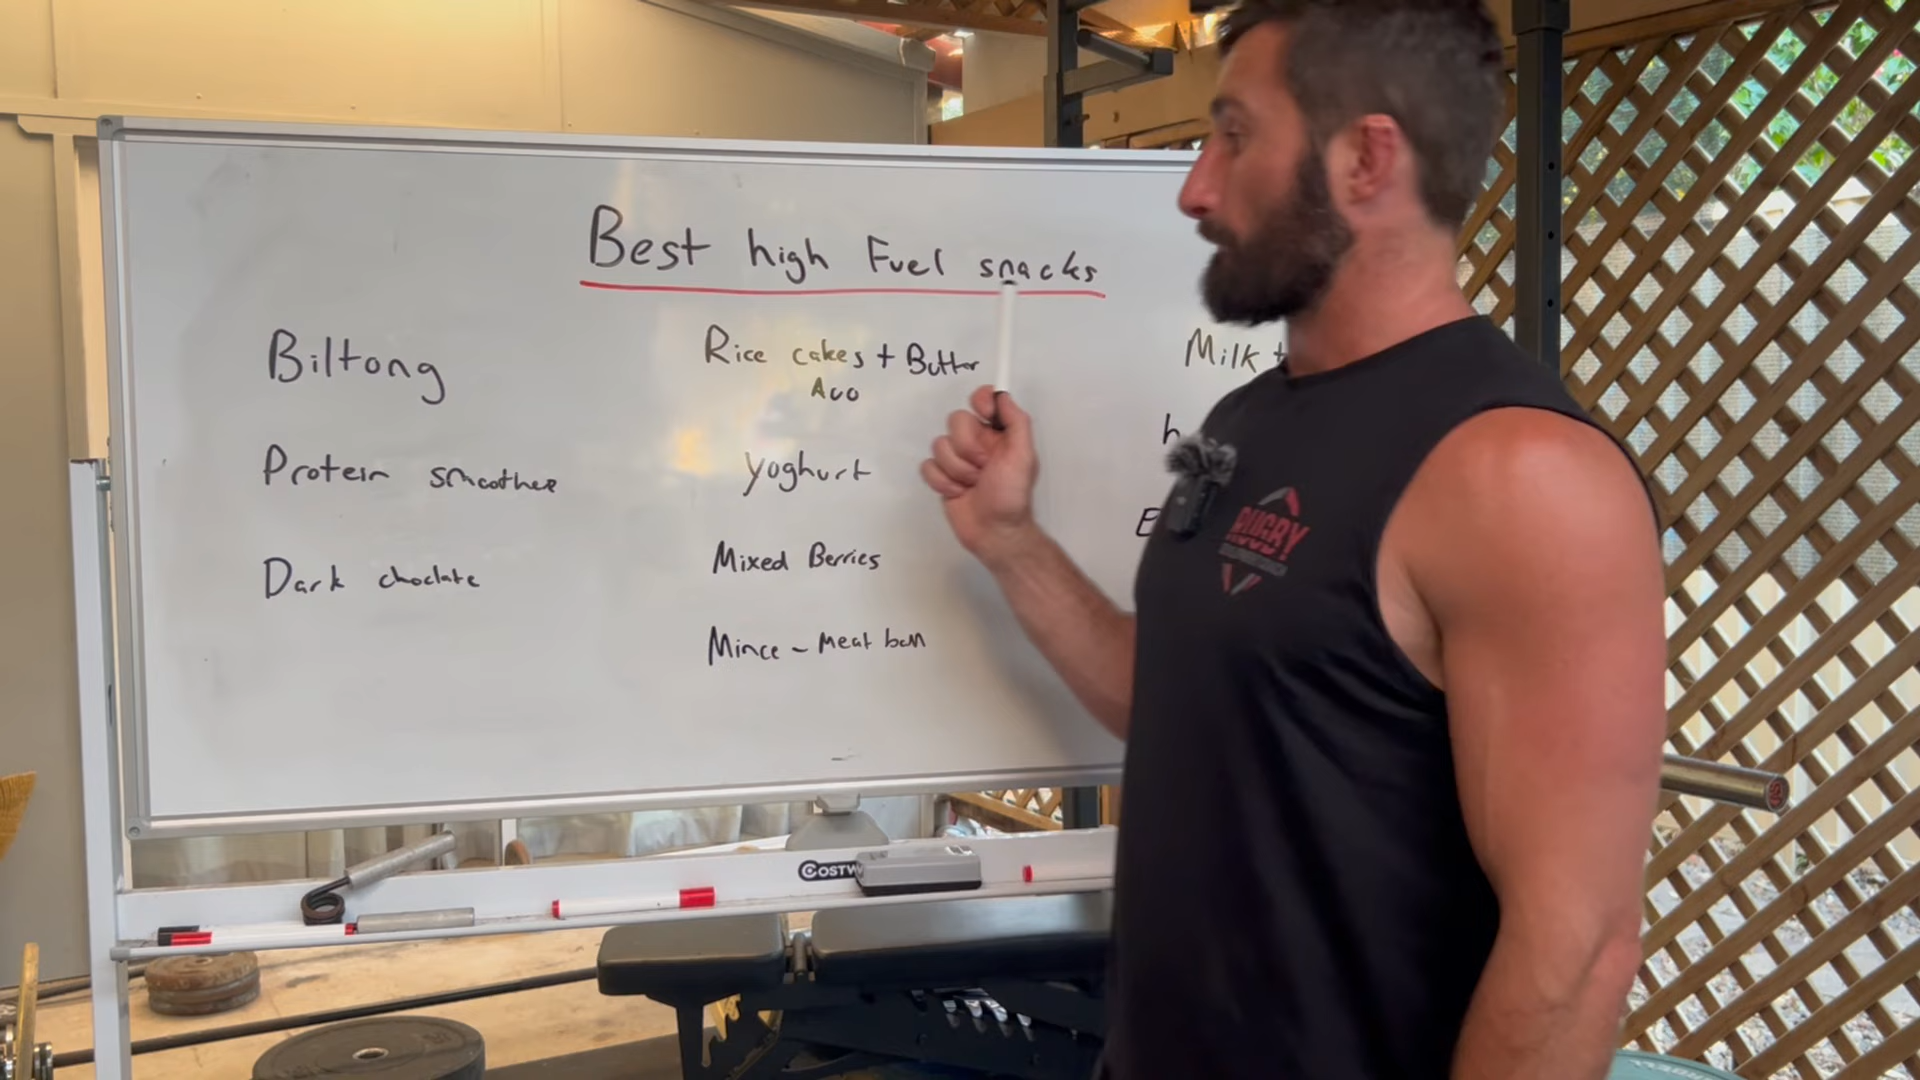 Best high Fuel snacks
Biltong
Protein smoothee
Dark choclate
Rice cakes + Butter
Avo
Yoghurt
Mixed Berries
Mince - Meat ball
Milk +
h
E
RUGRY
COSTW